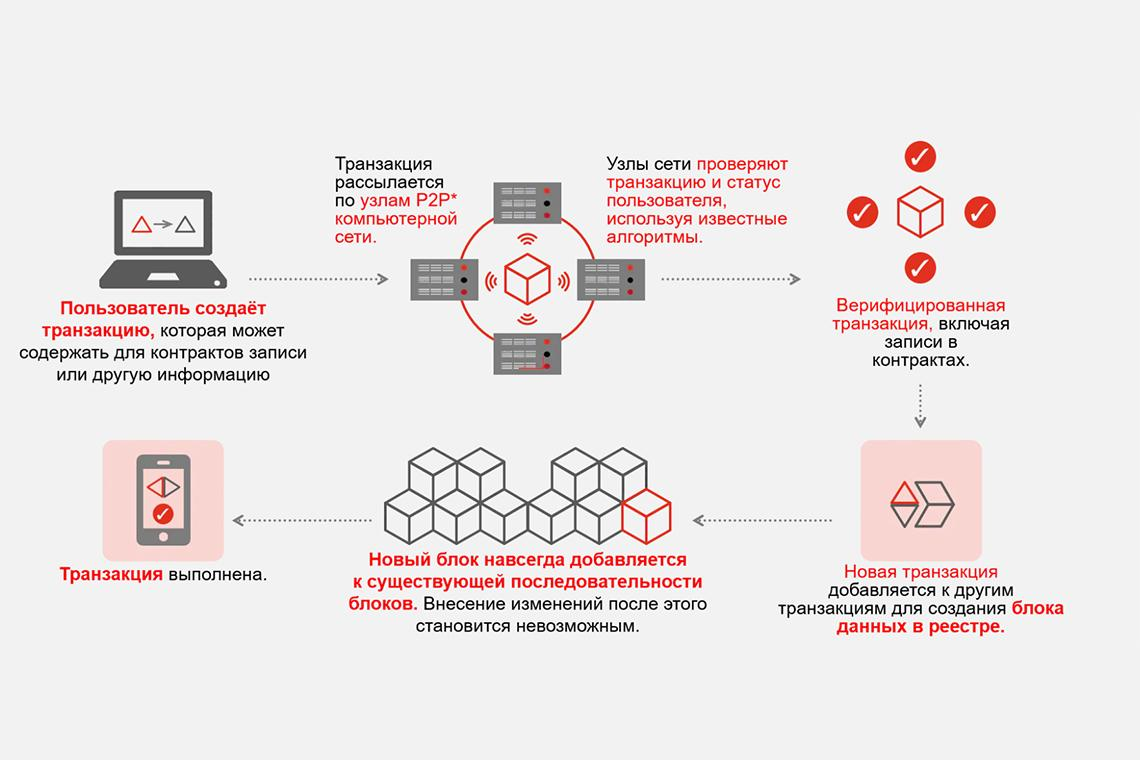 Пользователь создаёт
транзакцию, которая может
содержать для контрактов записи
или другую информацию
Транзакция
рассылается
по узлам P2P*
компьютерной
сети.
Узлы сети проверяют
транзакцию и статус
пользователя,
используя известные
алгоритмы.
Верифицированная
транзакция, включая
записи в
контрактах.
Новая транзакция
добавляется к другим
транзакциям для создания блока
данных в реестре.
Новый блок навсегда добавляется
к существующей последовательности
блоков. Внесение изменений после этого
становится невозможным.
Транзакция выполнена.